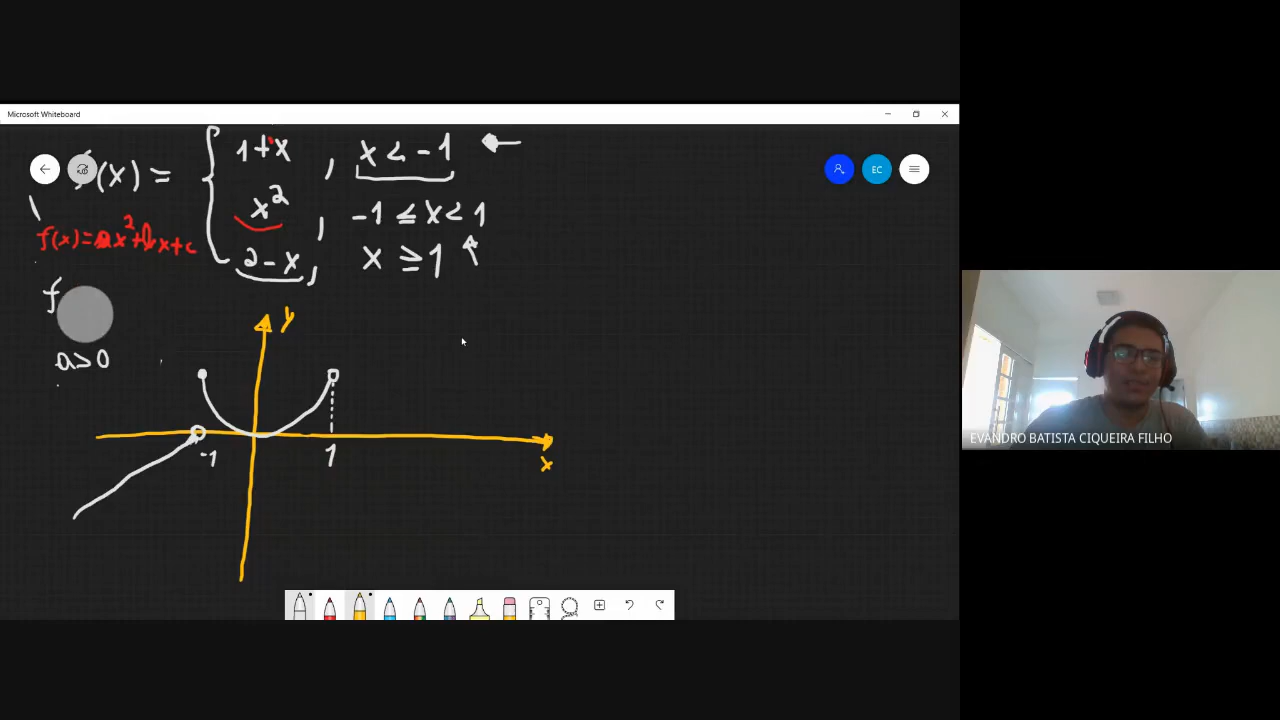 Microsoft Whiteboard
f(x) = { 1+x , x < -1
x² , -1 ≤ x < 1
f(x)=ax²+bx+c
2-x , x ≥ 1
EC
f
y
a>0
-1
1
x
EVANDRO BATISTA CIQUEIRA FILHO